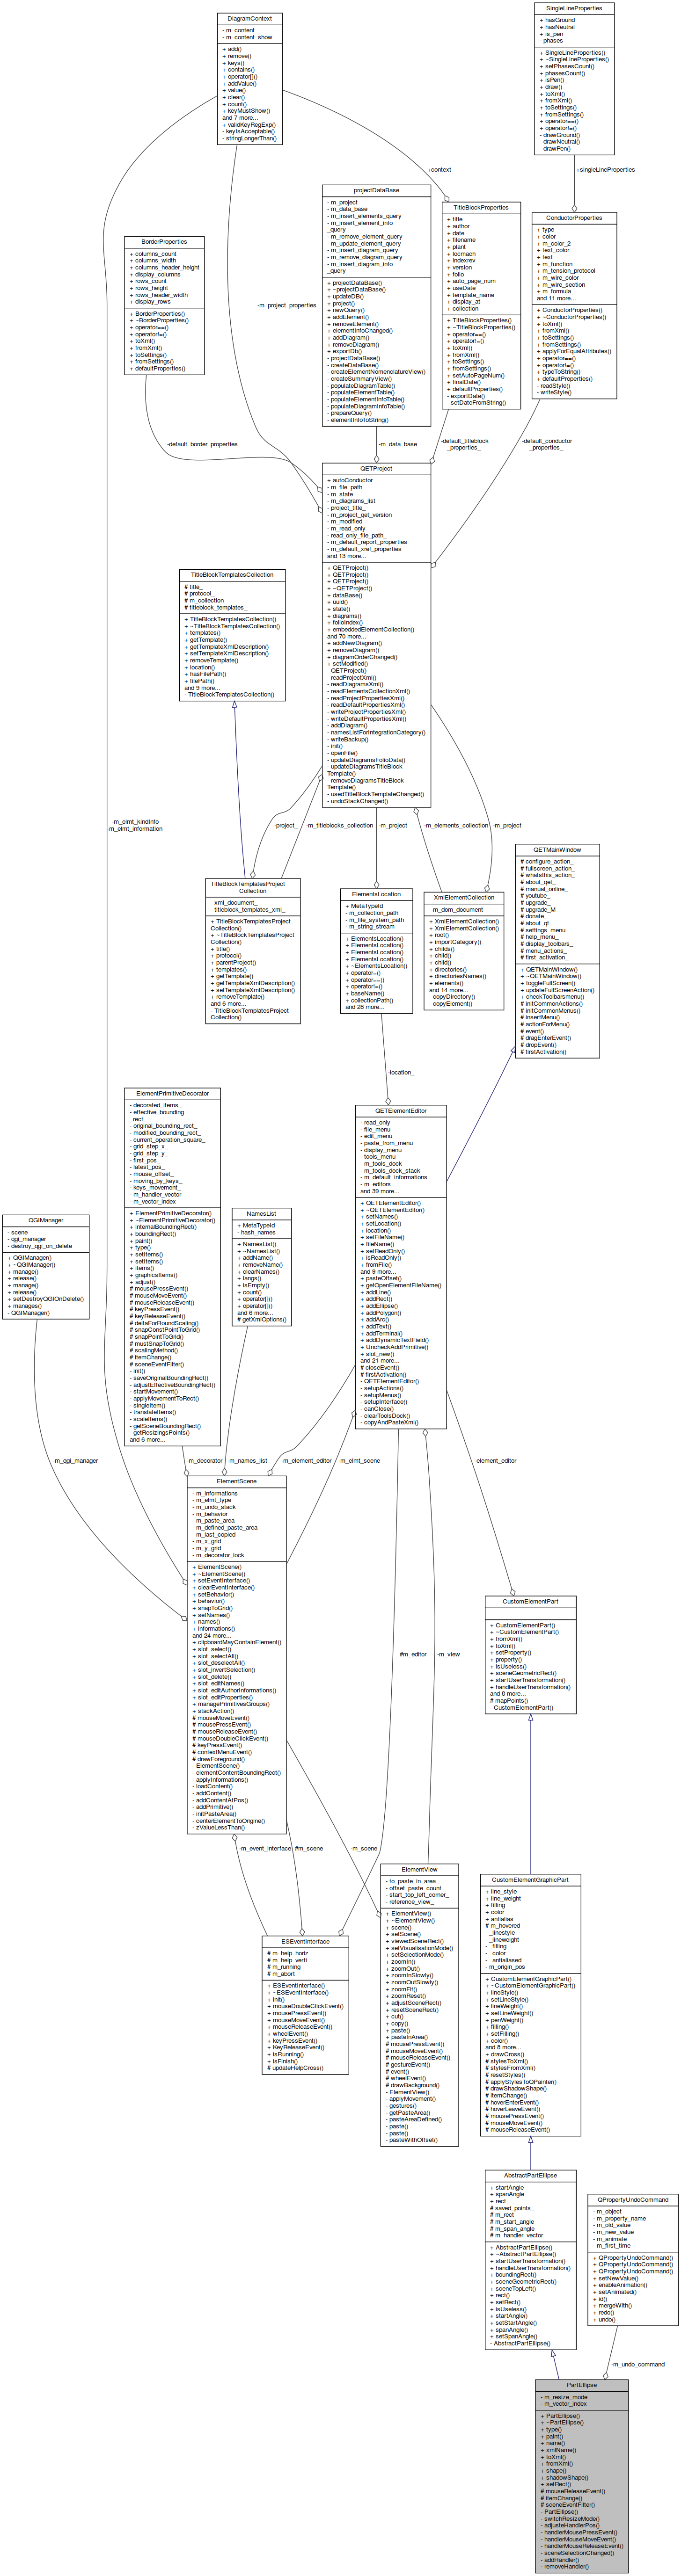 DiagramContext
- m_content
- m_content_show
+ add()
+ remove()
+ keys()
+ contains()
+ operator[]()
+ addValue()
+ value()
+ clear()
+ count()
+ keyMustShow()
and 7 more...
+ validKeyRegExp()
- keyIsAcceptable()
- stringLongerThan()
SingleLineProperties
+ hasGround
+ hasNeutral
+ is_pen
- phases
+ SingleLineProperties()
+ ~SingleLineProperties()
+ setPhasesCount()
+ phasesCount()
+ isPen()
+ draw()
+ toXml()
+ fromXml()
+ toSettings()
+ fromSettings()
+ operator==()
+ operator!=()
- drawGround()
- drawNeutral()
- drawPen()
+context
+singleLineProperties
projectDataBase
- m_project
- m_data_base
- m_insert_elements_query
- m_insert_element_info
_query
- m_remove_element_query
- m_update_element_query
- m_insert_diagram_query
- m_remove_diagram_query
- m_insert_diagram_info
_query
+ projectDataBase()
+ ~projectDataBase()
+ updateDB()
+ project()
+ newQuery()
+ addElement()
+ removeElement()
+ elementInfoChanged()
+ addDiagram()
+ removeDiagram()
+ exportDb()
- projectDataBase()
- createDataBase()
- createElementNomenclatureView()
- createSummaryView()
- populateDiagramTable()
- populateElementTable()
- populateElementInfoTable()
- populateDiagramInfoTable()
- prepareQuery()
- elementInfoToString()
TitleBlockProperties
+ title
+ author
+ date
+ filename
+ plant
+ locmach
+ indexrev
+ version
+ folio
+ auto_page_num
+ useDate
+ template_name
+ display_at
+ collection
+ TitleBlockProperties()
+ ~TitleBlockProperties()
+ operator==()
+ operator!=()
+ toXml()
+ fromXml()
+ toSettings()
+ fromSettings()
+ setAutoPageNum()
+ finalDate()
+ defaultProperties()
- exportDate()
- setDateFromString()
ConductorProperties
+ type
+ color
+ m_color_2
+ text_color
+ text
+ m_function
+ m_tension_protocol
+ m_wire_color
+ m_wire_section
+ m_formula
and 11 more...
+ ConductorProperties()
+ ~ConductorProperties()
+ toXml()
+ fromXml()
+ toSettings()
+ fromSettings()
+ applyForEqualAttributes()
+ operator==()
+ operator!=()
+ typeToString()
+ defaultProperties()
- readStyle()
- writeStyle()
BorderProperties
+ columns_count
+ columns_width
+ columns_header_height
+ display_columns
+ rows_count
+ rows_height
+ rows_header_width
+ display_rows
+ BorderProperties()
+ ~BorderProperties()
+ operator==()
+ operator!=()
+ toXml()
+ fromXml()
+ toSettings()
+ fromSettings()
+ defaultProperties()
-m_project_properties
-default_border_properties_
-m_data_base
-default_titleblock
_properties_
-default_conductor
_properties_
QETProject
+ autoConductor
- m_file_path
- m_state
- m_diagrams_list
- project_title_
- m_project_qet_version
- m_modified
- m_read_only
- read_only_file_path_
- m_default_report_properties
- m_default_xref_properties
and 13 more...
+ QETProject()
+ QETProject()
+ QETProject()
+ ~QETProject()
+ dataBase()
+ uuid()
+ state()
+ diagrams()
+ folioIndex()
+ embeddedElementCollection()
and 70 more...
+ addNewDiagram()
+ removeDiagram()
+ diagramOrderChanged()
+ setModified()
- QETProject()
- readProjectXml()
- readDiagramsXml()
- readElementsCollectionXml()
- readProjectPropertiesXml()
- readDefaultPropertiesXml()
- writeProjectPropertiesXml()
- writeDefaultPropertiesXml()
- addDiagram()
- namesListForIntegrationCategory()
- writeBackup()
- init()
- openFile()
- updateDiagramsFolioData()
- updateDiagramsTitleBlock
Template()
- removeDiagramsTitleBlock
Template()
- usedTitleBlockTemplateChanged()
- undoStackChanged()
TitleBlockTemplatesCollection
# title_
# protocol_
# m_collection
# titleblock_templates_
+ TitleBlockTemplatesCollection()
+ ~TitleBlockTemplatesCollection()
+ templates()
+ getTemplate()
+ getTemplateXmlDescription()
+ setTemplateXmlDescription()
+ removeTemplate()
+ location()
+ hasFilePath()
+ filePath()
and 9 more...
- TitleBlockTemplatesCollection()
-m_elmt_kindInfo
-m_elmt_information
-project_
-m_titleblocks_collection
-m_project
-m_elements_collection
-m_project
TitleBlockTemplatesProject
Collection
- xml_document_
- titleblock_templates_xml_
+ TitleBlockTemplatesProject
Collection()
+ ~TitleBlockTemplatesProject
Collection()
+ title()
+ protocol()
+ parentProject()
+ templates()
+ getTemplate()
+ getTemplateXmlDescription()
+ setTemplateXmlDescription()
+ removeTemplate()
and 6 more...
- TitleBlockTemplatesProject
Collection()
ElementsLocation
+ MetaTypeId
- m_collection_path
- m_file_system_path
- m_string_stream
+ ElementsLocation()
+ ElementsLocation()
+ ElementsLocation()
+ ElementsLocation()
+ ~ElementsLocation()
+ operator=()
+ operator==()
+ operator!=()
+ baseName()
+ collectionPath()
and 28 more...
XmlElementCollection
- m_dom_document
+ XmlElementCollection()
+ XmlElementCollection()
+ root()
+ importCategory()
+ childs()
+ child()
+ child()
+ directories()
+ directoriesNames()
+ elements()
and 14 more...
- copyDirectory()
- copyElement()
QETMainWindow
# configure_action_
# fullscreen_action_
# whatsthis_action_
# about_qet_
# manual_online_
# youtube_
# upgrade_
# upgrade_M
# donate_
# about_qt_
# settings_menu_
# help_menu_
# display_toolbars_
# menu_actions_
# first_activation_
+ QETMainWindow()
+ ~QETMainWindow()
+ toggleFullScreen()
+ updateFullScreenAction()
+ checkToolbarsmenu()
# initCommonActions()
# initCommonMenus()
# insertMenu()
# actionForMenu()
# event()
# dragEnterEvent()
# dropEvent()
# firstActivation()
-location_
ElementPrimitiveDecorator
- decorated_items_
- effective_bounding
_rect_
- original_bounding_rect_
- modified_bounding_rect_
- current_operation_square_
- grid_step_x_
- grid_step_y_
- first_pos_
- latest_pos_
- mouse_offset_
- moving_by_keys_
- keys_movement_
- m_handler_vector
- m_vector_index
+ ElementPrimitiveDecorator()
+ ~ElementPrimitiveDecorator()
+ internalBoundingRect()
+ boundingRect()
+ paint()
+ type()
+ setItems()
+ setItems()
+ items()
+ graphicsItems()
+ adjust()
# mousePressEvent()
# mouseMoveEvent()
# mouseReleaseEvent()
# keyPressEvent()
# keyReleaseEvent()
# deltaForRoundScaling()
# snapConstPointToGrid()
# snapPointToGrid()
# mustSnapToGrid()
# scalingMethod()
# itemChange()
# sceneEventFilter()
- init()
- saveOriginalBoundingRect()
- adjustEffectiveBoundingRect()
- startMovement()
- applyMovementToRect()
- singleItem()
- translateItems()
- scaleItems()
- getSceneBoundingRect()
- getResizingsPoints()
and 6 more...
QETElementEditor
- read_only
- file_menu
- edit_menu
- paste_from_menu
- display_menu
- tools_menu
- m_tools_dock
- m_tools_dock_stack
- m_default_informations
- m_editors
and 39 more...
+ QETElementEditor()
+ ~QETElementEditor()
+ setNames()
+ setLocation()
+ location()
+ setFileName()
+ fileName()
+ setReadOnly()
+ isReadOnly()
+ fromFile()
and 9 more...
+ pasteOffset()
+ getOpenElementFileName()
+ addLine()
+ addRect()
+ addEllipse()
+ addPolygon()
+ addArc()
+ addText()
+ addTerminal()
+ addDynamicTextField()
+ UncheckAddPrimitive()
+ slot_new()
and 21 more...
# closeEvent()
# firstActivation()
- QETElementEditor()
- setupActions()
- setupMenus()
- setupInterface()
- canClose()
- clearToolsDock()
- copyAndPasteXml()
QGIManager
- scene
- qgi_manager
- destroy_qgi_on_delete
+ QGIManager()
+ ~QGIManager()
+ manage()
+ release()
+ manage()
+ release()
+ setDestroyQGIOnDelete()
+ manages()
- QGIManager()
NamesList
+ MetaTypeId
- hash_names
+ NamesList()
+ ~NamesList()
+ addName()
+ removeName()
+ clearNames()
+ langs()
+ isEmpty()
+ count()
+ operator[]()
+ operator[]()
and 6 more...
# getXmlOptions()
-m_qgi_manager
-m_decorator
-m_names_list
-m_element_editor
-m_elmt_scene
-element_editor
ElementScene
- m_informations
- m_elmt_type
- m_undo_stack
- m_behavior
- m_paste_area
- m_defined_paste_area
- m_last_copied
- m_x_grid
- m_y_grid
- m_decorator_lock
+ ElementScene()
+ ~ElementScene()
+ setEventInterface()
+ clearEventInterface()
+ setBehavior()
+ behavior()
+ snapToGrid()
+ setNames()
+ names()
+ informations()
and 24 more...
+ clipboardMayContainElement()
+ slot_select()
+ slot_selectAll()
+ slot_deselectAll()
+ slot_invertSelection()
+ slot_delete()
+ slot_editNames()
+ slot_editAuthorInformations()
+ slot_editProperties()
+ managePrimitivesGroups()
+ stackAction()
# mouseMoveEvent()
# mousePressEvent()
# mouseReleaseEvent()
# mouseDoubleClickEvent()
# keyPressEvent()
# contextMenuEvent()
# drawForeground()
- ElementScene()
- elementContentBoundingRect()
- applyInformations()
- loadContent()
- addContent()
- addContentAtPos()
- addPrimitive()
- initPasteArea()
- centerElementToOrigine()
- zValueLessThan()
#m_editor
-m_view
CustomElementPart
+ CustomElementPart()
+ ~CustomElementPart()
+ fromXml()
+ toXml()
+ setProperty()
+ property()
+ isUseless()
+ sceneGeometricRect()
+ startUserTransformation()
+ handleUserTransformation()
and 8 more...
# mapPoints()
- CustomElementPart()
-m_event_interface
#m_scene
-m_scene
ElementView
- to_paste_in_area_
- offset_paste_count_
- start_top_left_corner_
- reference_view_
+ ElementView()
+ ~ElementView()
+ scene()
+ setScene()
+ viewedSceneRect()
+ setVisualisationMode()
+ setSelectionMode()
+ zoomIn()
+ zoomOut()
+ zoomInSlowly()
+ zoomOutSlowly()
+ zoomFit()
+ zoomReset()
+ adjustSceneRect()
+ resetSceneRect()
+ cut()
+ copy()
+ paste()
+ pasteInArea()
# mousePressEvent()
# mouseMoveEvent()
# mouseReleaseEvent()
# gestureEvent()
# event()
# wheelEvent()
# drawBackground()
- ElementView()
- applyMovement()
- gestures()
- getPasteArea()
- pasteAreaDefined()
- paste()
- paste()
- pasteWithOffset()
CustomElementGraphicPart
+ line_style
+ line_weight
+ filling
+ color
+ antialias
# m_hovered
- _linestyle
- _lineweight
- _filling
- _color
- _antialiased
- m_origin_pos
+ CustomElementGraphicPart()
+ ~CustomElementGraphicPart()
+ lineStyle()
+ setLineStyle()
+ lineWeight()
+ setLineWeight()
+ penWeight()
+ filling()
+ setFilling()
+ color()
and 8 more...
+ drawCross()
# stylesToXml()
# stylesFromXml()
# resetStyles()
# applyStylesToQPainter()
# drawShadowShape()
# itemChange()
# hoverEnterEvent()
# hoverLeaveEvent()
# mousePressEvent()
# mouseMoveEvent()
# mouseReleaseEvent()
ESEventInterface
# m_help_horiz
# m_help_verti
# m_running
# m_abort
+ ESEventInterface()
+ ~ESEventInterface()
+ init()
+ mouseDoubleClickEvent()
+ mousePressEvent()
+ mouseMoveEvent()
+ mouseReleaseEvent()
+ wheelEvent()
+ keyPressEvent()
+ KeyReleaseEvent()
+ isRunning()
+ isFinish()
# updateHelpCross()
AbstractPartEllipse
+ startAngle
+ spanAngle
+ rect
# saved_points_
# m_rect
# m_start_angle
# m_span_angle
# m_handler_vector
+ AbstractPartEllipse()
+ ~AbstractPartEllipse()
+ startUserTransformation()
+ handleUserTransformation()
+ boundingRect()
+ sceneGeometricRect()
+ sceneTopLeft()
+ rect()
+ setRect()
+ isUseless()
+ startAngle()
+ setStartAngle()
+ spanAngle()
+ setSpanAngle()
- AbstractPartEllipse()
QPropertyUndoCommand
- m_object
- m_property_name
- m_old_value
- m_new_value
- m_animate
- m_first_time
+ QPropertyUndoCommand()
+ QPropertyUndoCommand()
+ QPropertyUndoCommand()
+ setNewValue()
+ enableAnimation()
+ setAnimated()
+ id()
+ mergeWith()
+ redo()
+ undo()
-m_undo_command
PartEllipse
- m_resize_mode
- m_vector_index
+ PartEllipse()
+ ~PartEllipse()
+ type()
+ paint()
+ name()
+ xmlName()
+ toXml()
+ fromXml()
+ shape()
+ shadowShape()
+ setRect()
# mouseReleaseEvent()
# itemChange()
# sceneEventFilter()
- PartEllipse()
- switchResizeMode()
- adjusteHandlerPos()
- handlerMousePressEvent()
- handlerMouseMoveEvent()
- handlerMouseReleaseEvent()
- sceneSelectionChanged()
- addHandler()
- removeHandler()